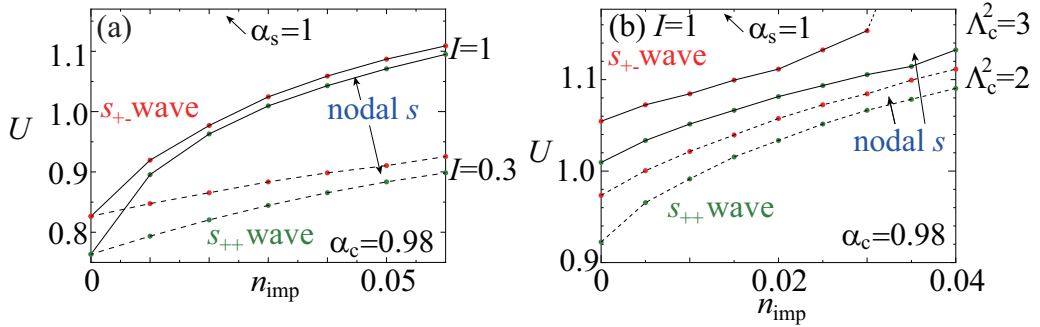 (a)
αs=1
1.1
I=1
s+-wave
1.0
nodal s
U
0.9
I=0.3
s++wave
0.8
αc=0.98
0
nimp
0.05
(b) I=1
αs=1
Λc²=3
s+-wave
1.1
Λc²=2
nodal s
U
1.0
s++wave
αc=0.98
0.9
0
nimp
0.02
0.04